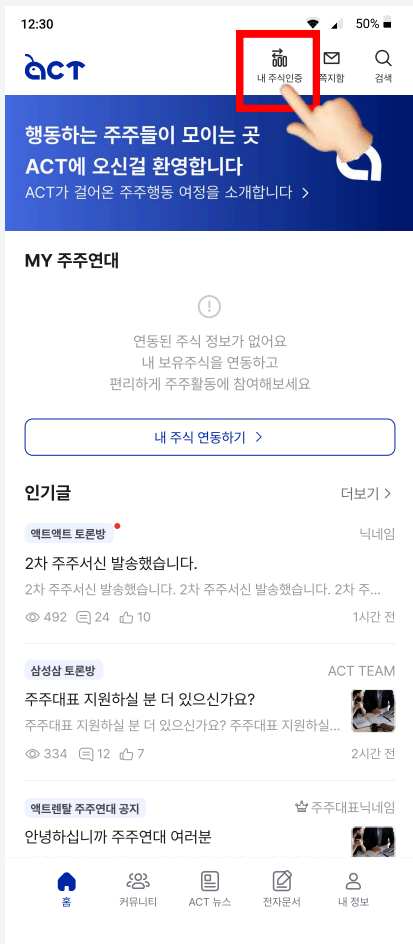 12:30
50%
act
내 주식인증
쪽지함
검색
행동하는 주주들이 모이는 곳
ACT에 오신걸 환영합니다
ACT가 걸어온 주주행동 여정을 소개합니다
MY 주주연대
연동된 주식 정보가 없어요
내 보유주식을 연동하고
편리하게 주주활동에 참여해보세요
내 주식 연동하기
인기글
더보기
액트액트 토론방
닉네임
2차 주주서신 발송했습니다.
2차 주주서신 발송했습니다. 2차 주주서신 발송했습니다. 2차 주...
492 24 10
1시간 전
삼성삼 토론방
ACT TEAM
주주대표 지원하실 분 더 있으신가요?
주주대표 지원하실 분 더 있으신가요? 주주대표 지원하실...
334 12 7
2시간 전
액트렌탈 주주연대 공지
주주대표닉네임
안녕하십니까 주주연대 여러분
홈
커뮤니티
ACT 뉴스
전자문서
내 정보